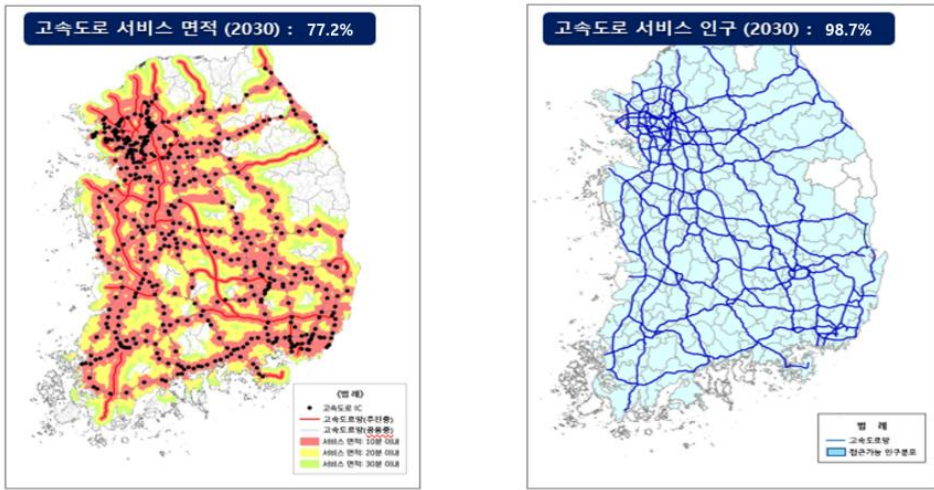 고속도로 서비스 면적 (2030) : 77.2%
<범 례>
고속도로 IC
고속도로망(추진중)
고속도로망(공용중)
서비스 면적: 10분 이내
서비스 면적: 20분 이내
서비스 면적: 30분 이내
고속도로 서비스 인구 (2030) : 98.7%
범 례
고속도로망
접근가능 인구분포